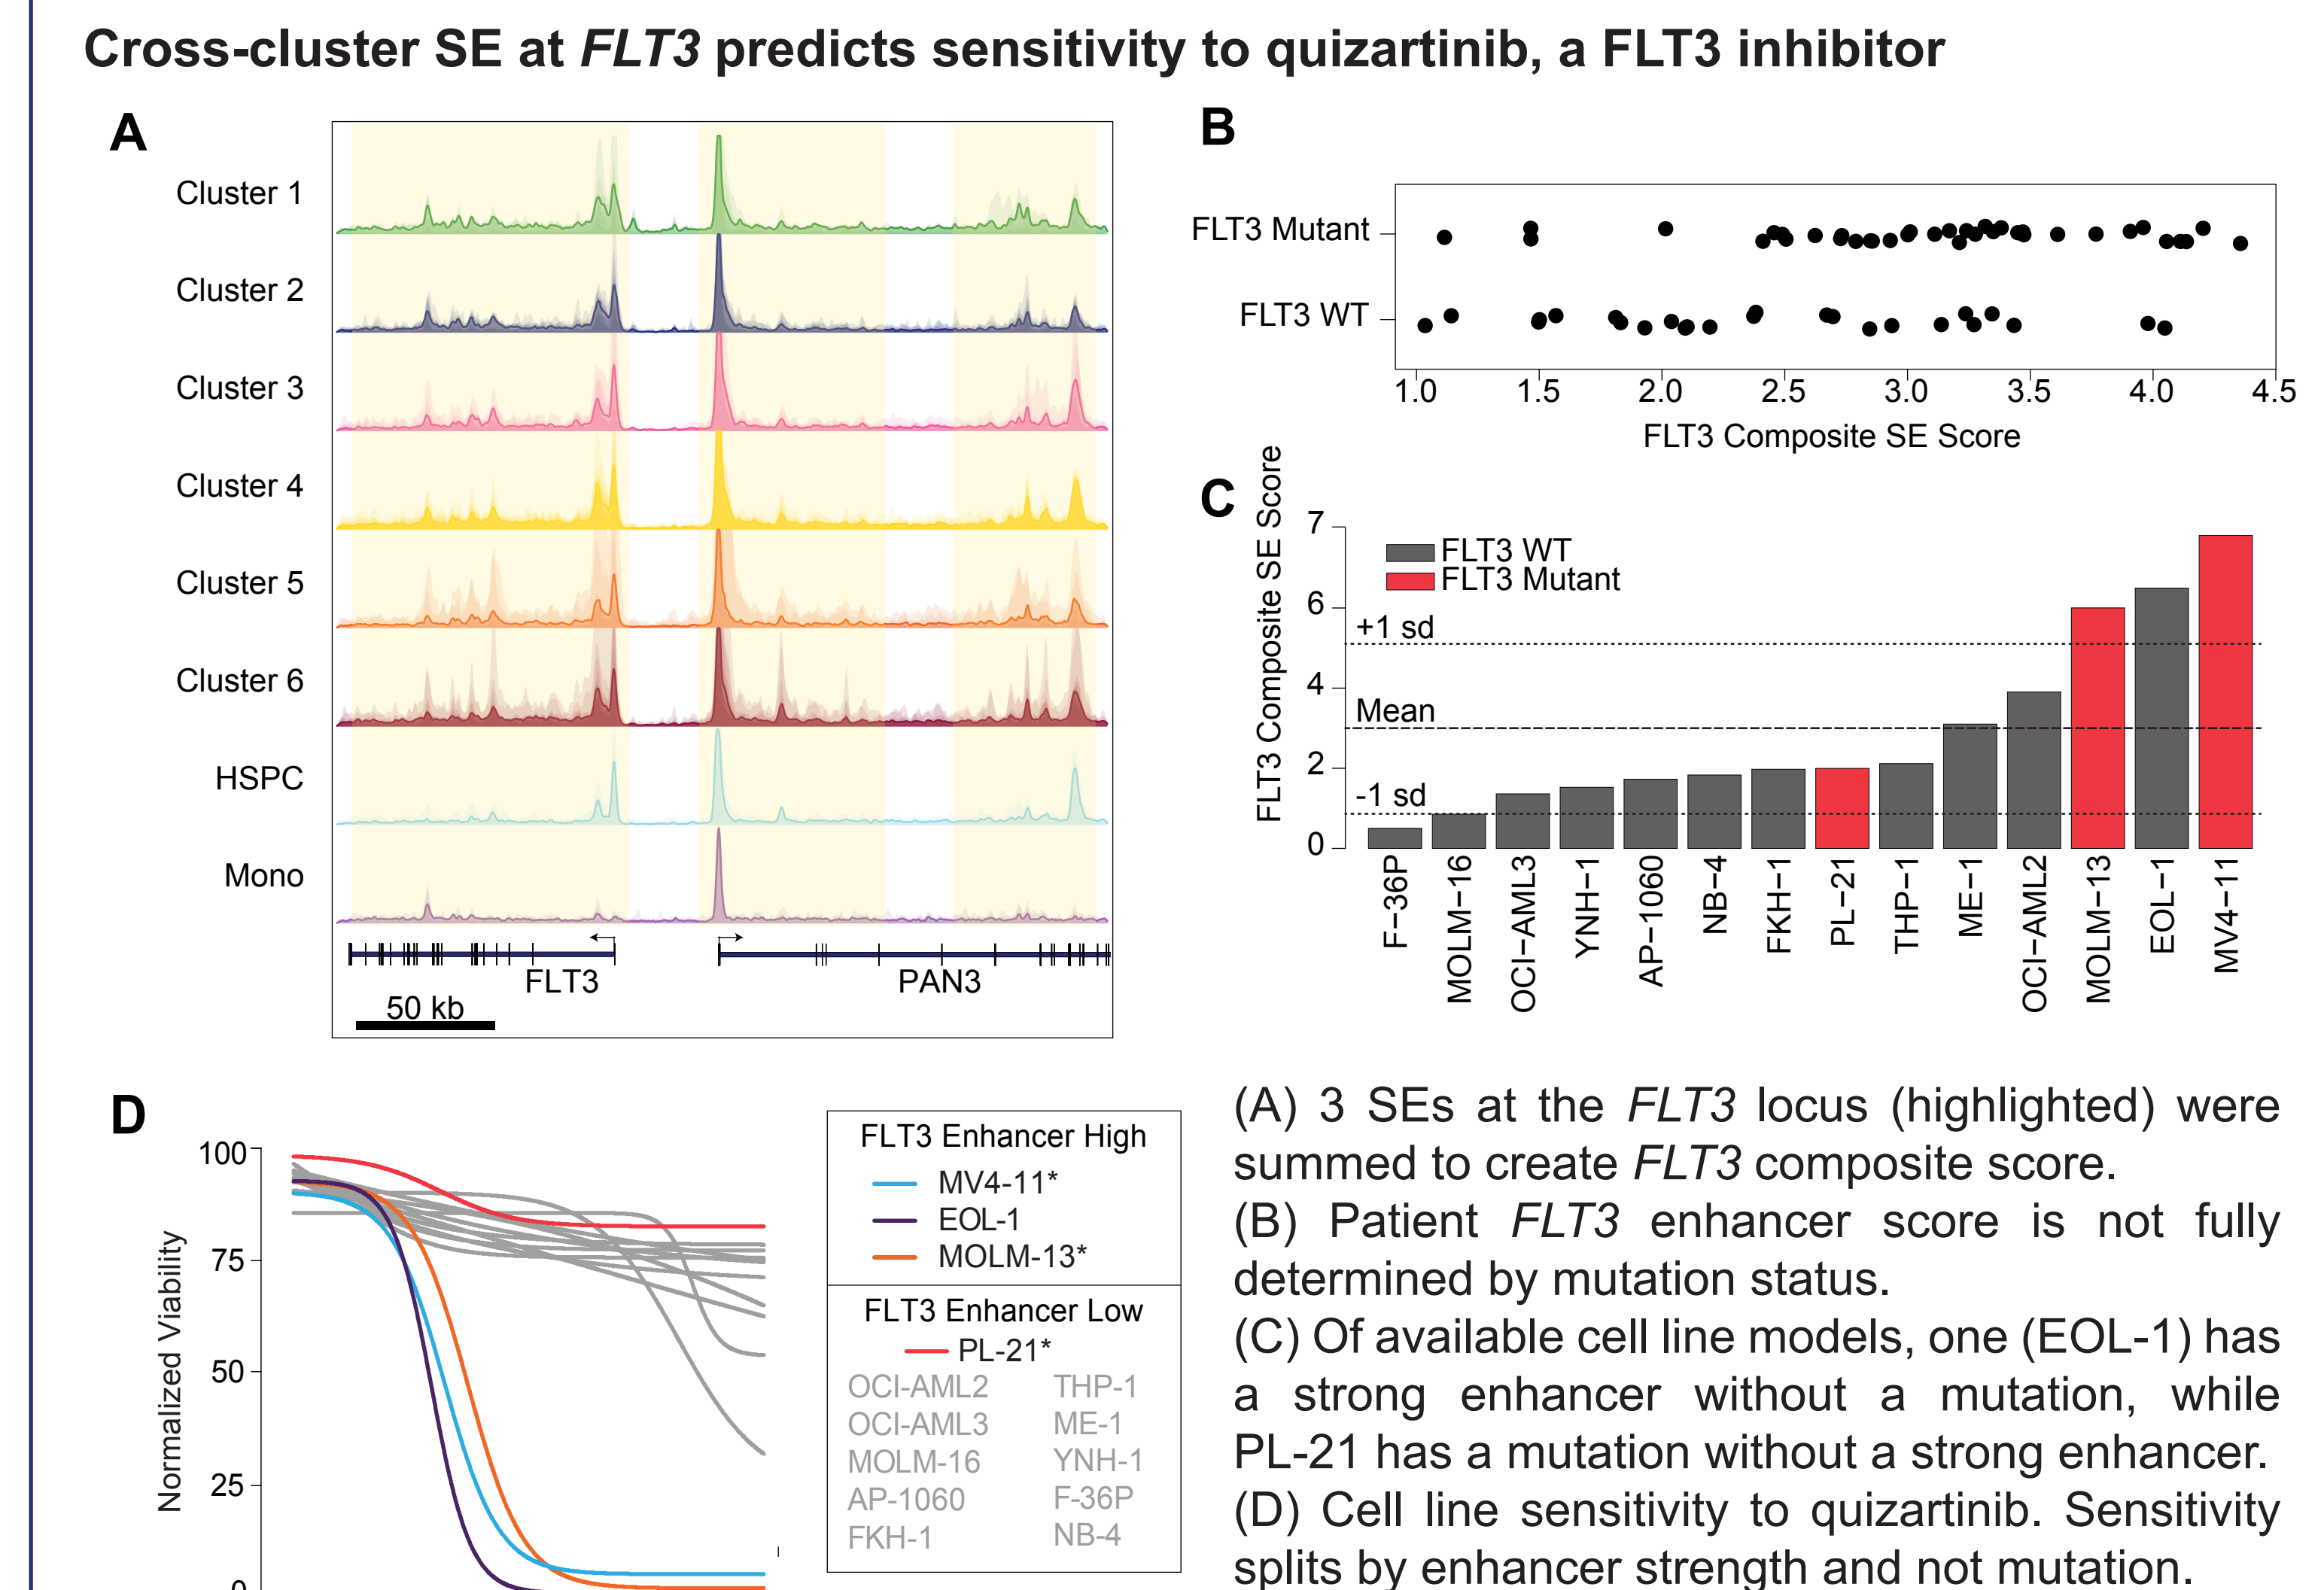 Cross-cluster SE at FLT3 predicts sensitivity to quizartinib, a FLT3 inhibitor
A
Cluster 1
Cluster 2
Cluster 3
Cluster 4
Cluster 5
Cluster 6
HSPC
Mono
FLT3
PAN3
50 kb
B
FLT3 Mutant
FLT3 WT
1.0
1.5
2.0
2.5
3.0
3.5
4.0
4.5
FLT3 Composite SE Score
C
FLT3 Composite SE Score
7
6
4
2
0
FLT3 WT
FLT3 Mutant
+1 sd
Mean
-1 sd
F−36P
MOLM−16
OCI−AML3
YNH−1
AP−1060
NB−4
FKH−1
PL−21
THP−1
ME−1
OCI−AML2
MOLM−13
EOL−1
MV4−11
D
Normalized Viability
100
75
50
25
0
FLT3 Enhancer High
MV4-11*
EOL-1
MOLM-13*
FLT3 Enhancer Low
PL-21*
OCI-AML2 THP-1
OCI-AML3 ME-1
MOLM-16 YNH-1
AP-1060 F-36P
FKH-1 NB-4
(A) 3 SEs at the FLT3 locus (highlighted) were
summed to create FLT3 composite score.
(B) Patient FLT3 enhancer score is not fully
determined by mutation status.
(C) Of available cell line models, one (EOL-1) has
a strong enhancer without a mutation, while
PL-21 has a mutation without a strong enhancer.
(D) Cell line sensitivity to quizartinib. Sensitivity
splits by enhancer strength and not mutation.